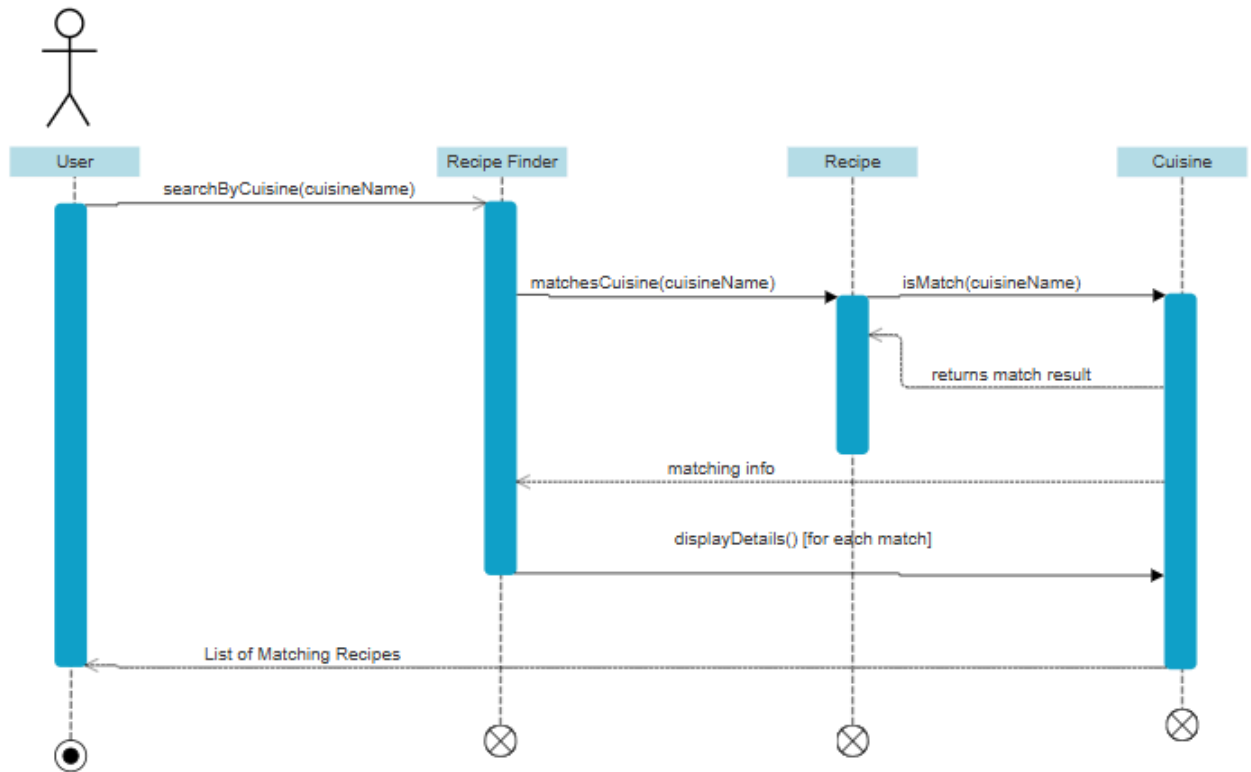 User
Recipe Finder
Recipe
Cuisine
searchByCuisine(cuisineName)
matchesCuisine(cuisineName)
isMatch(cuisineName)
returns match result
matching info
displayDetails() [for each match]
List of Matching Recipes